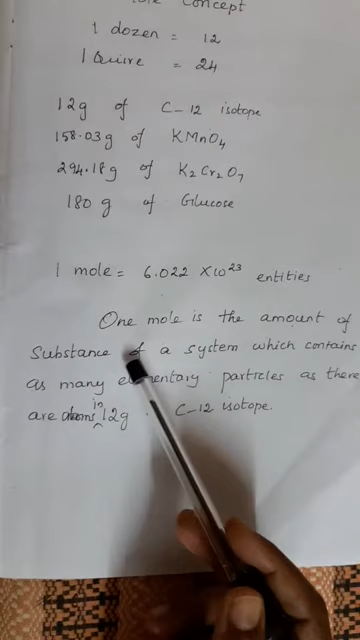 Concept
1 dozen = 12
1 Quire = 24
12g of C-12 isotope
158.03g of KMnO4
294.18g of K2Cr2O7
180 g of Glucose
1 mole = 6.022 X10^23 entities
One mole is the amount of
Substance of a system which contains
as many elementary particles as there
are atoms in 12g C-12 isotope.